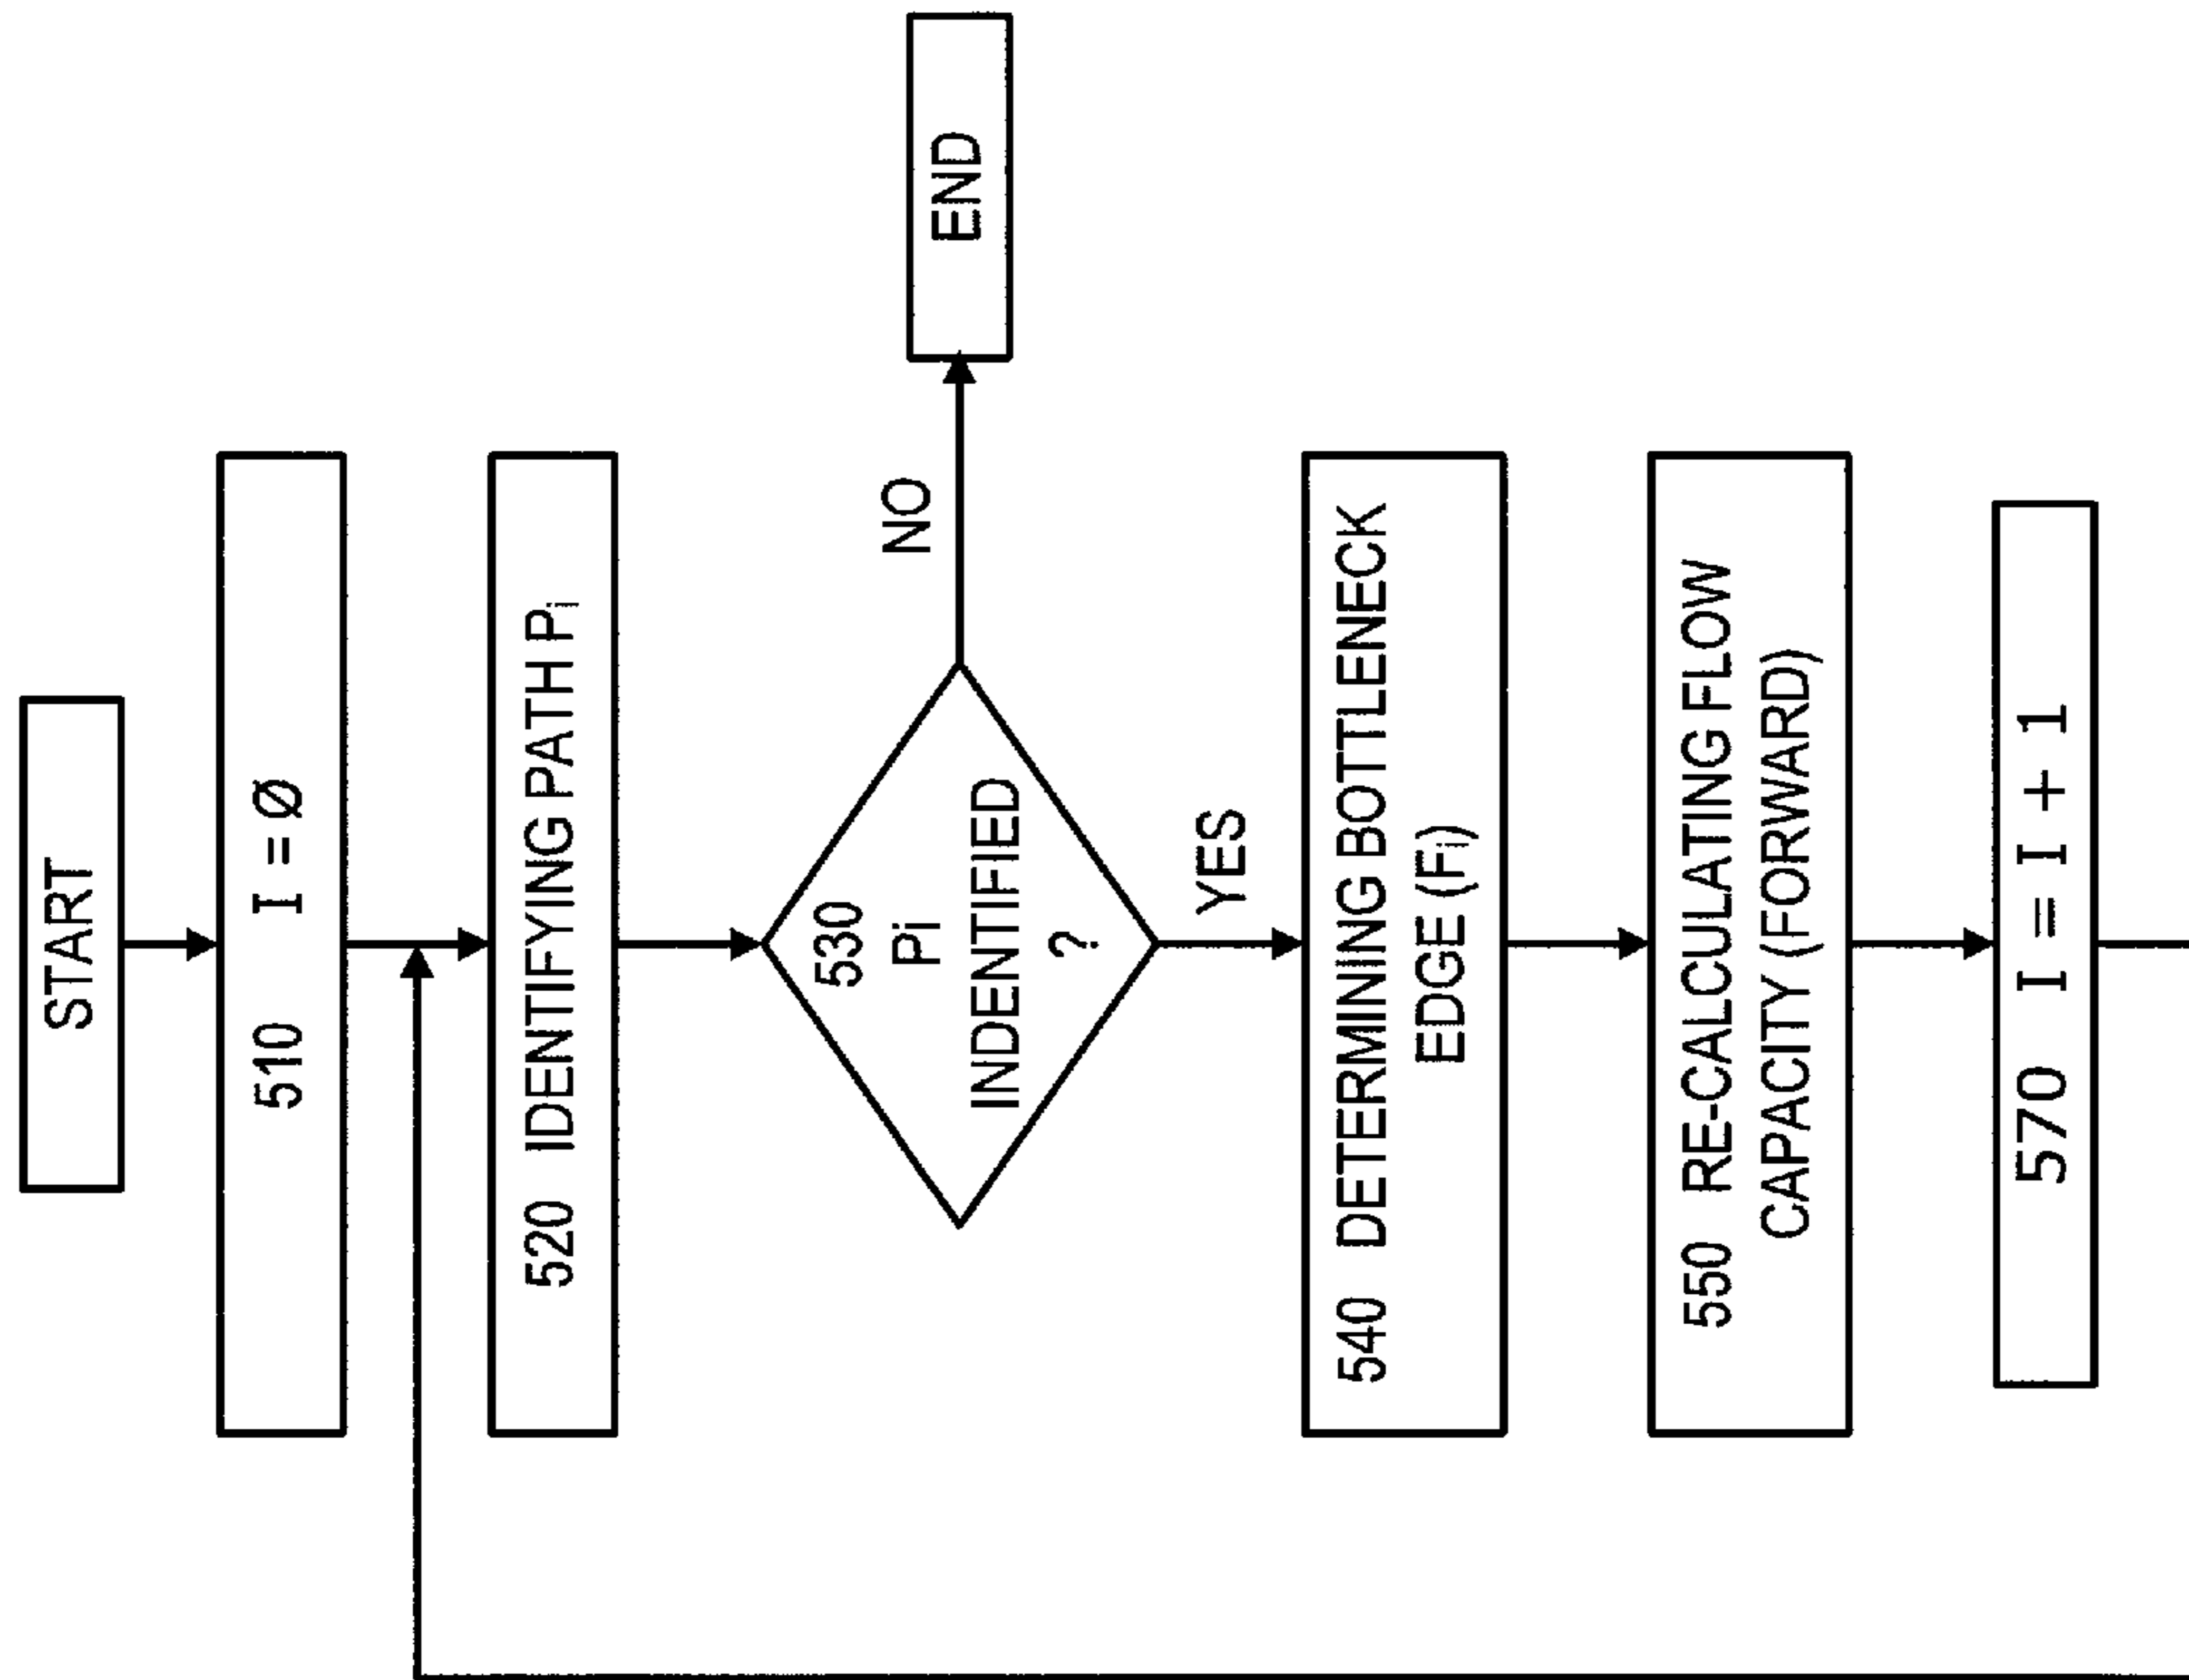 START
510 I = Ø
520 IDENTIFYING PATH Pi
530
Pi
INDENTIFIED
?
NO
END
YES
540 DETERMINING BOTTLENECK
EDGE (Fi)
550 RE-CALCULATING FLOW
CAPACITY (FORWARD)
570 I = I + 1